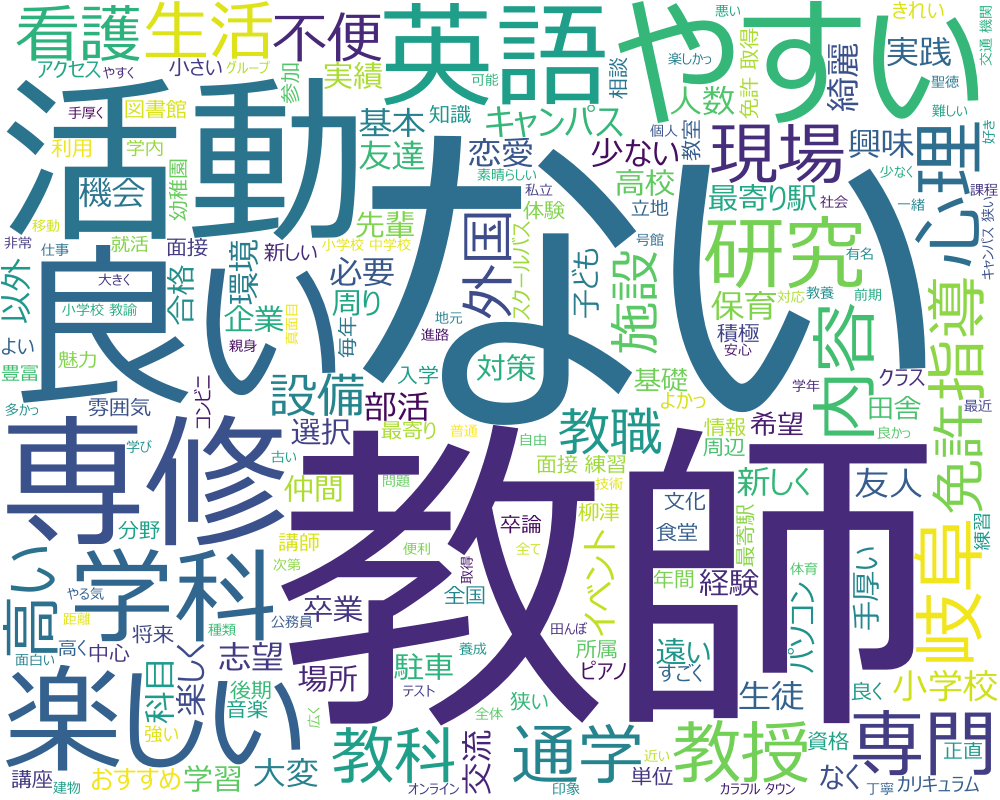 看護
生活
不便
英語
やすい
悪い
きれい
交通 機関
アクセス
やすく
小さい
グループ
参加
実績
可能
相談
楽しかっ
人数
免許 取得
綺麗
実践
聖徳
難しい
手厚く
図書館
利用
学内
基本
知識
キャンパス
友達
恋愛
素晴らしい
個人
教室
少ない
現場
興味
心理
好き
少なく
活動
ない
機会
幼稚園
先輩
私立
体験
高校
立地
最寄り駅
社会
一緒
課程
キャンパス 狭い
移動
非常
仕事
就活
面接
新しい
小学校 中学校
外国
スクールバス
子ども
号館
研究
有名
良い
以外
大きく
合格
環境
必要
周り
小学校 教諭
企業
毎年
真面目
地元
進路
施設
保育
積極
対応
教養
前期
内容
免許
指導
よい
豊富
魅力
親身
安心
対策
入学
基礎
よかっ
学年
クラス
多かっ
雰囲気
コンビニ
設備
部活
選択
最寄り
教職
情報
周辺
希望
田舎
良かっ
最近
専修
学び
古い
普通
自由
面接 練習
技術
新しく
友人
教師
仲間
問題
文化
食堂
最寄駅
練習
分野
講師
卒論
柳津
イベント
高い
学科
次第
便利
取得
全て
年間
経験
体育
パソコン
手厚い
岐阜
やる気
距離
種類
公務員
卒業
全国
田んぼ
面白い
高く
中心
将来
志望
養成
所属
遠い
楽しい
科目
楽しく
後期
音楽
場所
駐車
テスト
ピアノ
すごく
生徒
良く
小学校
強い
広く
全体
狭い
教科
交流
通学
近い
教授
資格
専門
正直
講座
建物
おすすめ
学習
大変
オンライン
印象
単位
カラフル タウン
なく
丁寧
カリキュラム